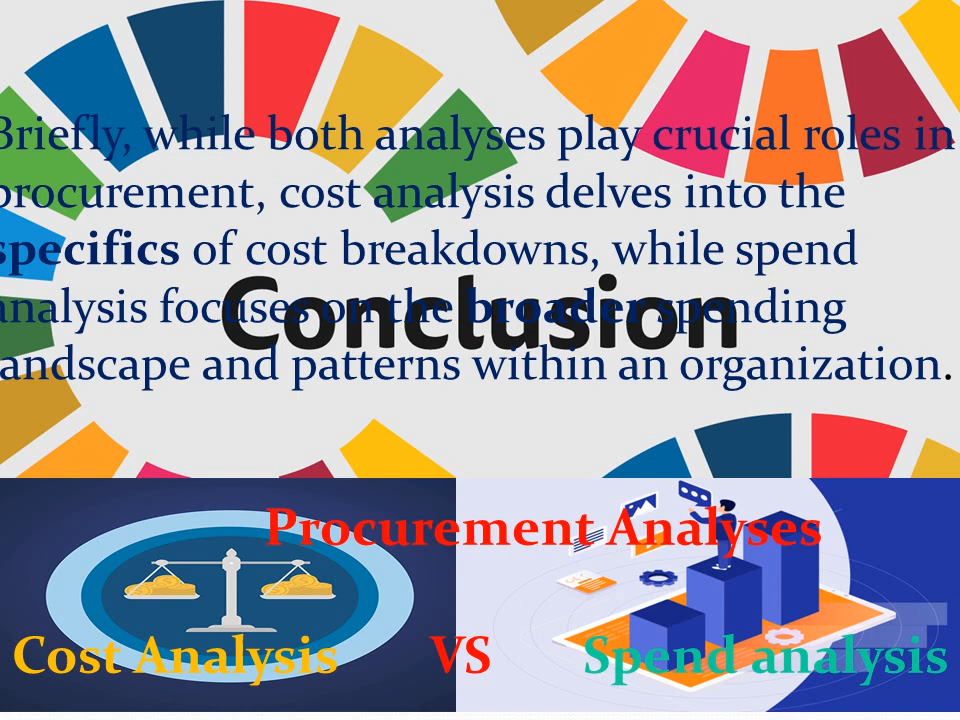 Briefly, while both analyses play crucial roles in
procurement, cost analysis delves into the
specifics of cost breakdowns, while spend
analysis focuses on the broader spending
landscape and patterns within an organization.
Conclusion
Procurement Analyses
Cost Analysis VS Spend analysis